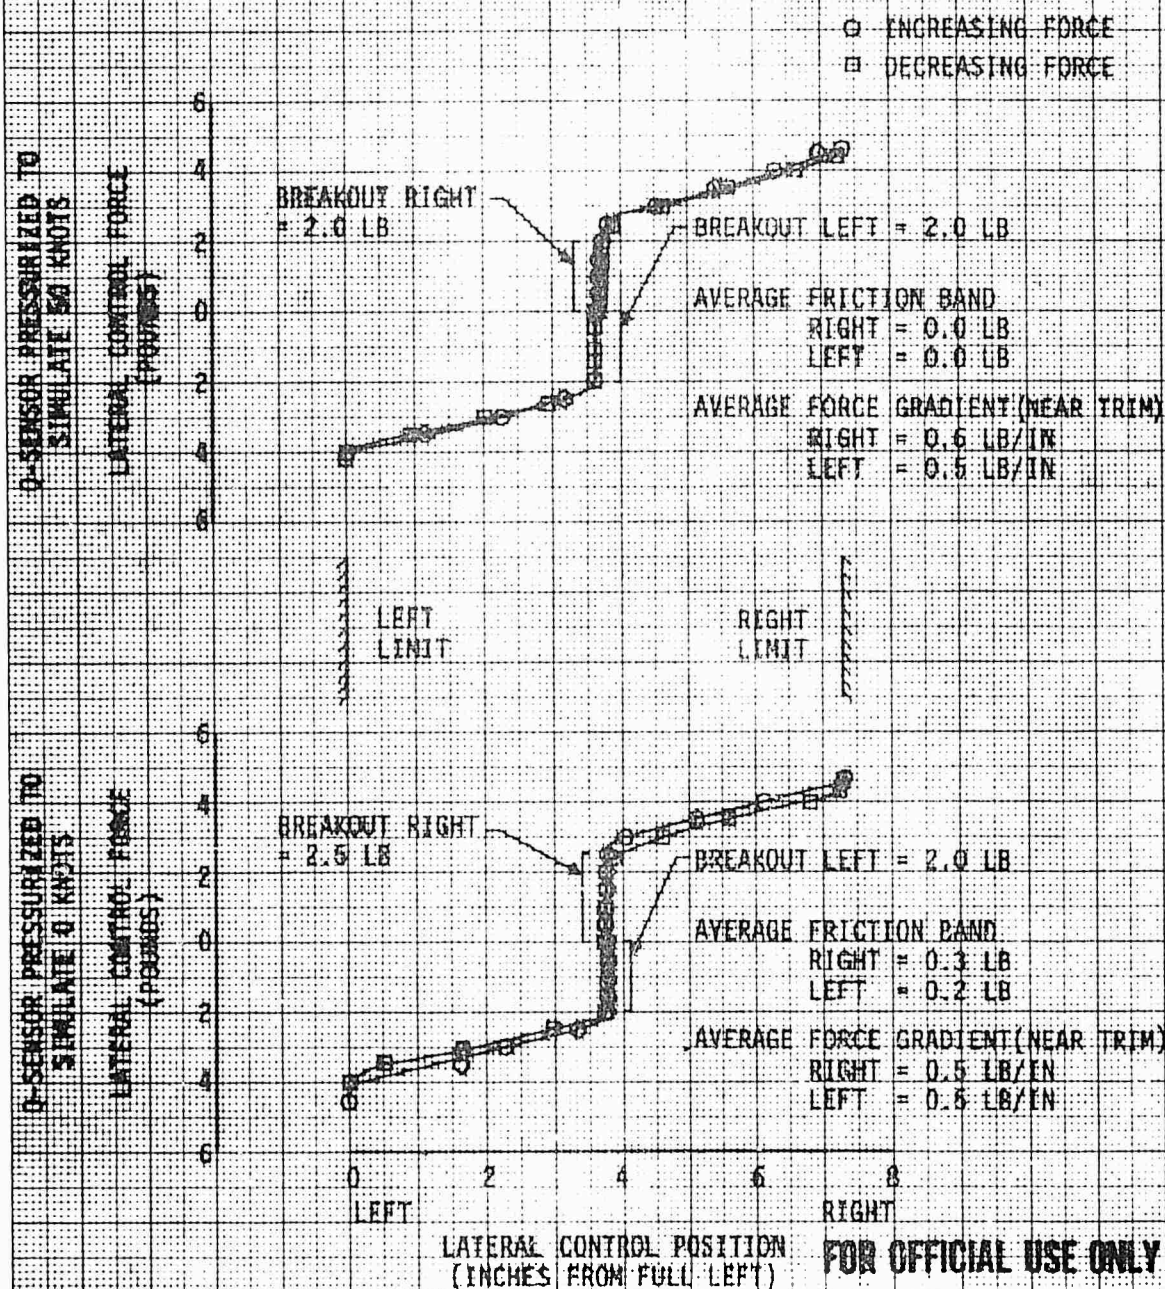 INCREASING FORCE
DECREASING FORCE
Q-SENSOR PRESSURIZED TO
SIMULATE 50 KNOTS
LATERAL CONTROL FORCE
(POUNDS)
6
4
2
0
2
4
6
BREAKOUT RIGHT
= 2.0 LB
BREAKOUT LEFT = 2.0 LB
AVERAGE FRICTION BAND
RIGHT = 0.0 LB
LEFT = 0.0 LB
AVERAGE FORCE GRADIENT(NEAR TRIM)
RIGHT = 0.6 LB/IN
LEFT = 0.5 LB/IN
LEFT
LIMIT
RIGHT
LIMIT
Q-SENSOR PRESSURIZED TO
SIMULATE 0 KNOTS
LATERAL CONTROL FORCE
(POUNDS)
6
4
2
0
2
4
6
BREAKOUT RIGHT
= 2.5 LB
BREAKOUT LEFT = 2.0 LB
AVERAGE FRICTION BAND
RIGHT = 0.3 LB
LEFT = 0.2 LB
AVERAGE FORCE GRADIENT(NEAR TRIM)
RIGHT = 0.5 LB/IN
LEFT = 0.5 LB/IN
0 2 4 6 8
LEFT RIGHT
LATERAL CONTROL POSITION
(INCHES FROM FULL LEFT)
FOR OFFICIAL USE ONLY